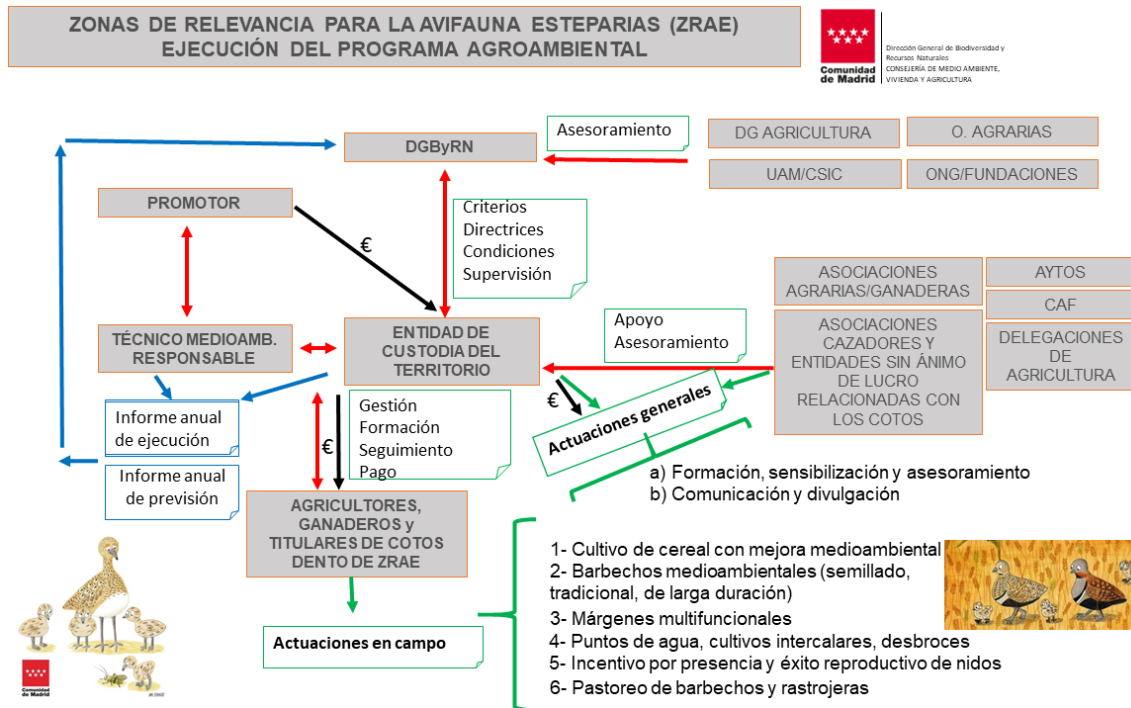 ZONAS DE RELEVANCIA PARA LA AVIFAUNA ESTEPARIAS (ZRAE)
EJECUCIÓN DEL PROGRAMA AGROAMBIENTAL
Comunidad
de Madrid
Dirección General de Biodiversidad y
Recursos Naturales
CONSEJERÍA DE MEDIO AMBIENTE,
VIVIENDA Y AGRICULTURA
DGByRN
Asesoramiento
DG AGRICULTURA
O. AGRARIAS
UAM/CSIC
ONG/FUNDACIONES
PROMOTOR
€
Criterios
Directrices
Condiciones
Supervisión
TÉCNICO MEDIOAMB.
RESPONSABLE
ENTIDAD DE
CUSTODIA DEL
TERRITORIO
Apoyo
Asesoramiento
ASOCIACIONES
AGRARIAS/GANADERAS
AYTOS
CAF
ASOCIACIONES
CAZADORES Y
ENTIDADES SIN ÁNIMO
DE LUCRO
RELACIONADAS CON
LOS COTOS
DELEGACIONES
DE
AGRICULTURA
Informe anual
de ejecución
Informe anual
de previsión
€
Gestión
Formación
Seguimiento
Pago
€
Actuaciones generales
a) Formación, sensibilización y asesoramiento
b) Comunicación y divulgación
AGRICULTORES,
GANADEROS y
TITULARES DE COTOS
DENTO DE ZRAE
Actuaciones en campo
1- Cultivo de cereal con mejora medioambiental
2- Barbechos medioambientales (semillado,
tradicional, de larga duración)
3- Márgenes multifuncionales
4- Puntos de agua, cultivos intercalares, desbroces
5- Incentivo por presencia y éxito reproductivo de nidos
6- Pastoreo de barbechos y rastrojeras
Comunidad
de Madrid